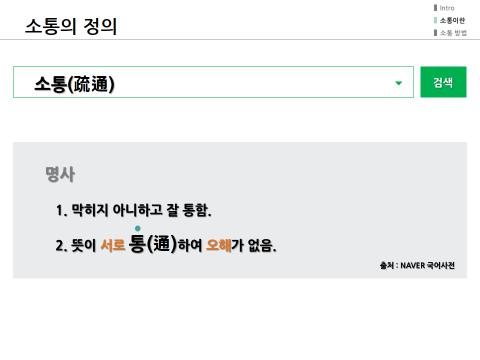 소통의 정의
Intro
소통이란
소통 방법
소통(疏通)
검색
명사
1. 막히지 아니하고 잘 통함.
2. 뜻이 서로 통(通)하여 오해가 없음.
출처 : NAVER 국어사전